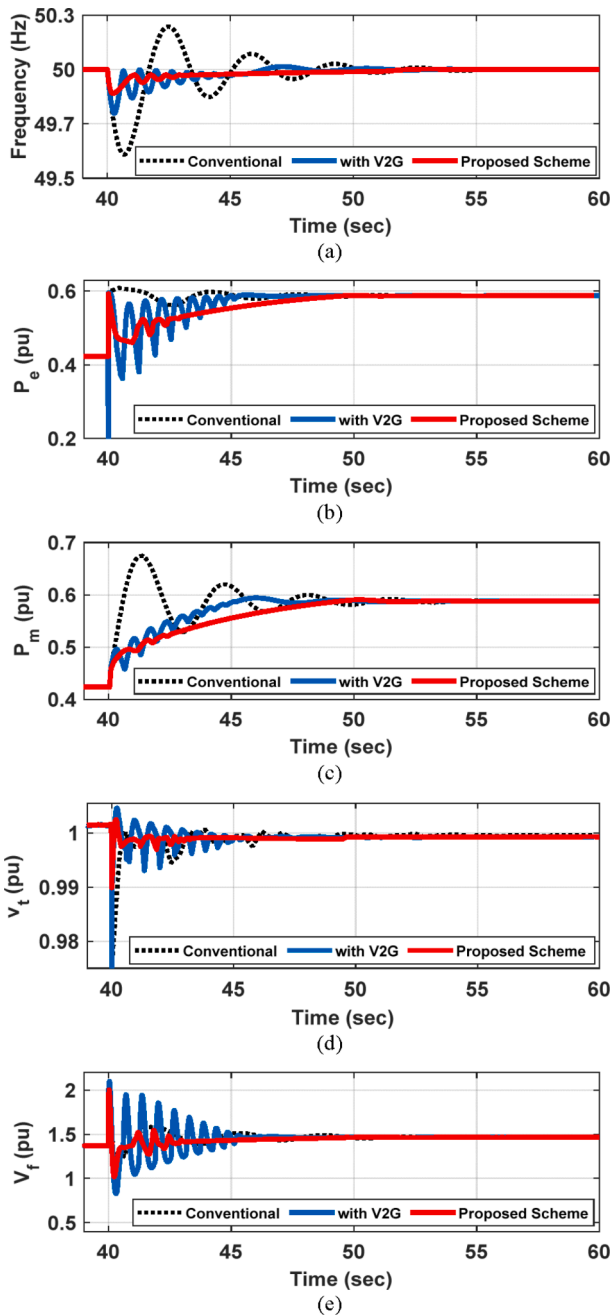 Frequency (Hz)
50.3
50
49.7
49.5
Conventional with V2G Proposed Scheme
40 45 50 55 60
Time (sec)
(a)
P_e (pu)
0.6
0.4
0.2
Conventional with V2G Proposed Scheme
40 45 50 55 60
Time (sec)
(b)
P_m (pu)
0.7
0.6
0.5
0.4
Conventional with V2G Proposed Scheme
40 45 50 55 60
Time (sec)
(c)
v_t (pu)
1
0.99
0.98
Conventional with V2G Proposed Scheme
40 45 50 55 60
Time (sec)
(d)
V_f (pu)
2
1.5
1
0.5
Conventional with V2G Proposed Scheme
40 45 50 55 60
Time (sec)
(e)